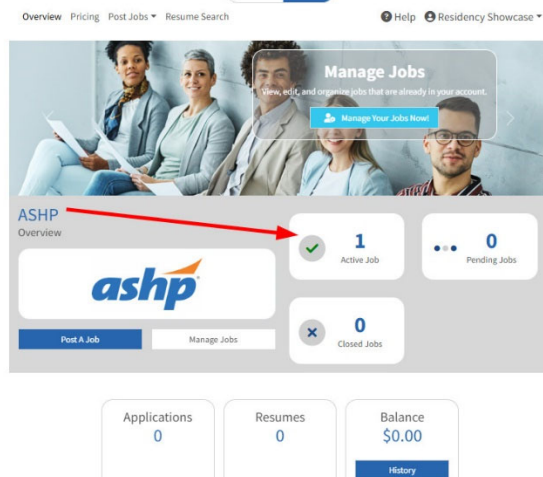 Overview Pricing Post Jobs Resume Search Help Residency Showcase
Manage Jobs
View, edit, and organize jobs that are already in your account.
Manage Your Jobs Now!
ASHP
Overview
ashp
Post A Job Manage Jobs
1
Active Job
0
Pending Jobs
0
Closed Jobs
Applications
0
Resumes
0
Balance
$0.00
History